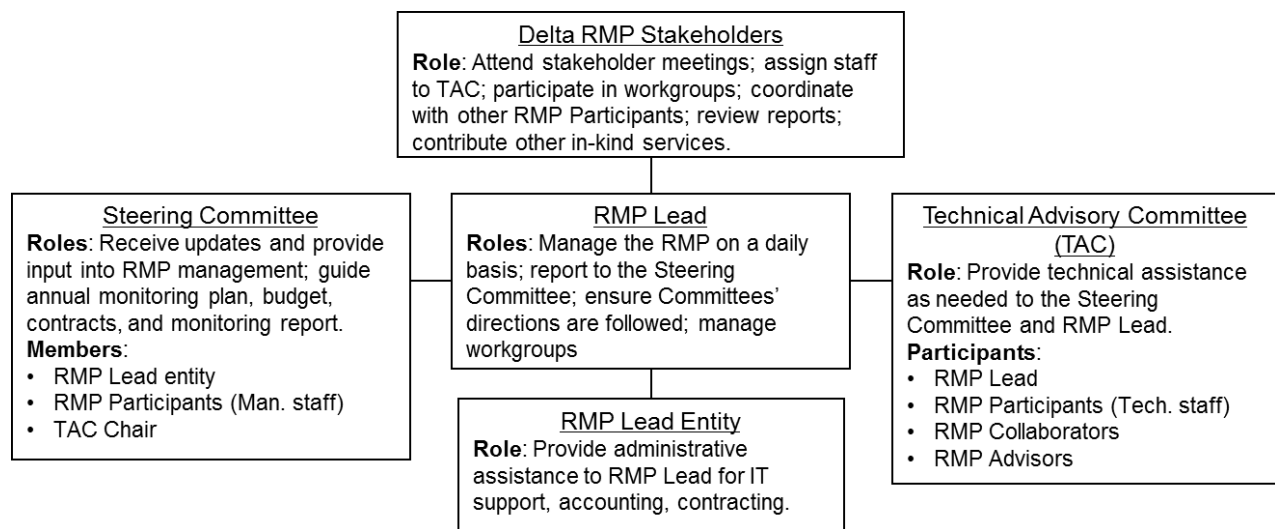 Delta RMP Stakeholders
Role: Attend stakeholder meetings; assign staff
to TAC; participate in workgroups; coordinate
with other RMP Participants; review reports;
contribute other in-kind services.
Steering Committee
Roles: Receive updates and provide
input into RMP management; guide
annual monitoring plan, budget,
contracts, and monitoring report.
Members:
• RMP Lead entity
• RMP Participants (Man. staff)
• TAC Chair
RMP Lead
Roles: Manage the RMP on a daily
basis; report to the Steering
Committee; ensure Committees’
directions are followed; manage
workgroups
Technical Advisory Committee
(TAC)
Role: Provide technical assistance
as needed to the Steering
Committee and RMP Lead.
Participants:
• RMP Lead
• RMP Participants (Tech. staff)
• RMP Collaborators
• RMP Advisors
RMP Lead Entity
Role: Provide administrative
assistance to RMP Lead for IT
support, accounting, contracting.